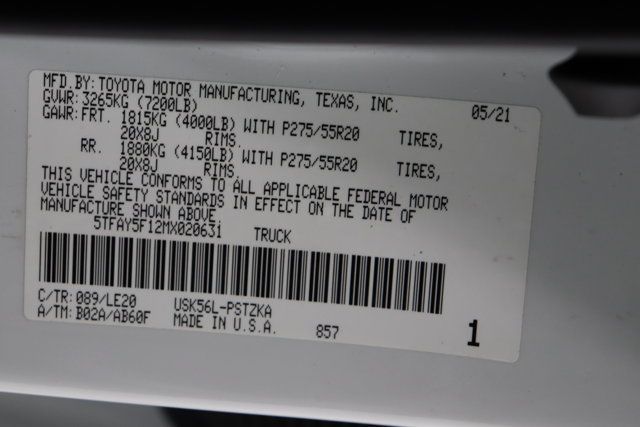 MFD.BY:TOYOTA MOTOR MANUFACTURING, TEXAS, INC. 05/21
GVWR:3265KG (7200LB)
GAWR:FRT. 1815KG (4000LB) WITH P275/55R20 TIRES,
20X8J RIMS.
RR. 1880KG (4150LB) WITH P275/55R20 TIRES,
20X8J RIMS.
THIS VEHICLE CONFORMS TO ALL APPLICABLE FEDERAL MOTOR
VEHICLE SAFETY STANDARDS IN EFFECT ON THE DATE OF
MANUFACTURE SHOWN ABOVE.
5TFAY5F12MX020631 TRUCK
C/TR:089/LE20 USK56L-PSTZKA
A/TM:B02A/AB60F MADE IN U.S.A. 857 1